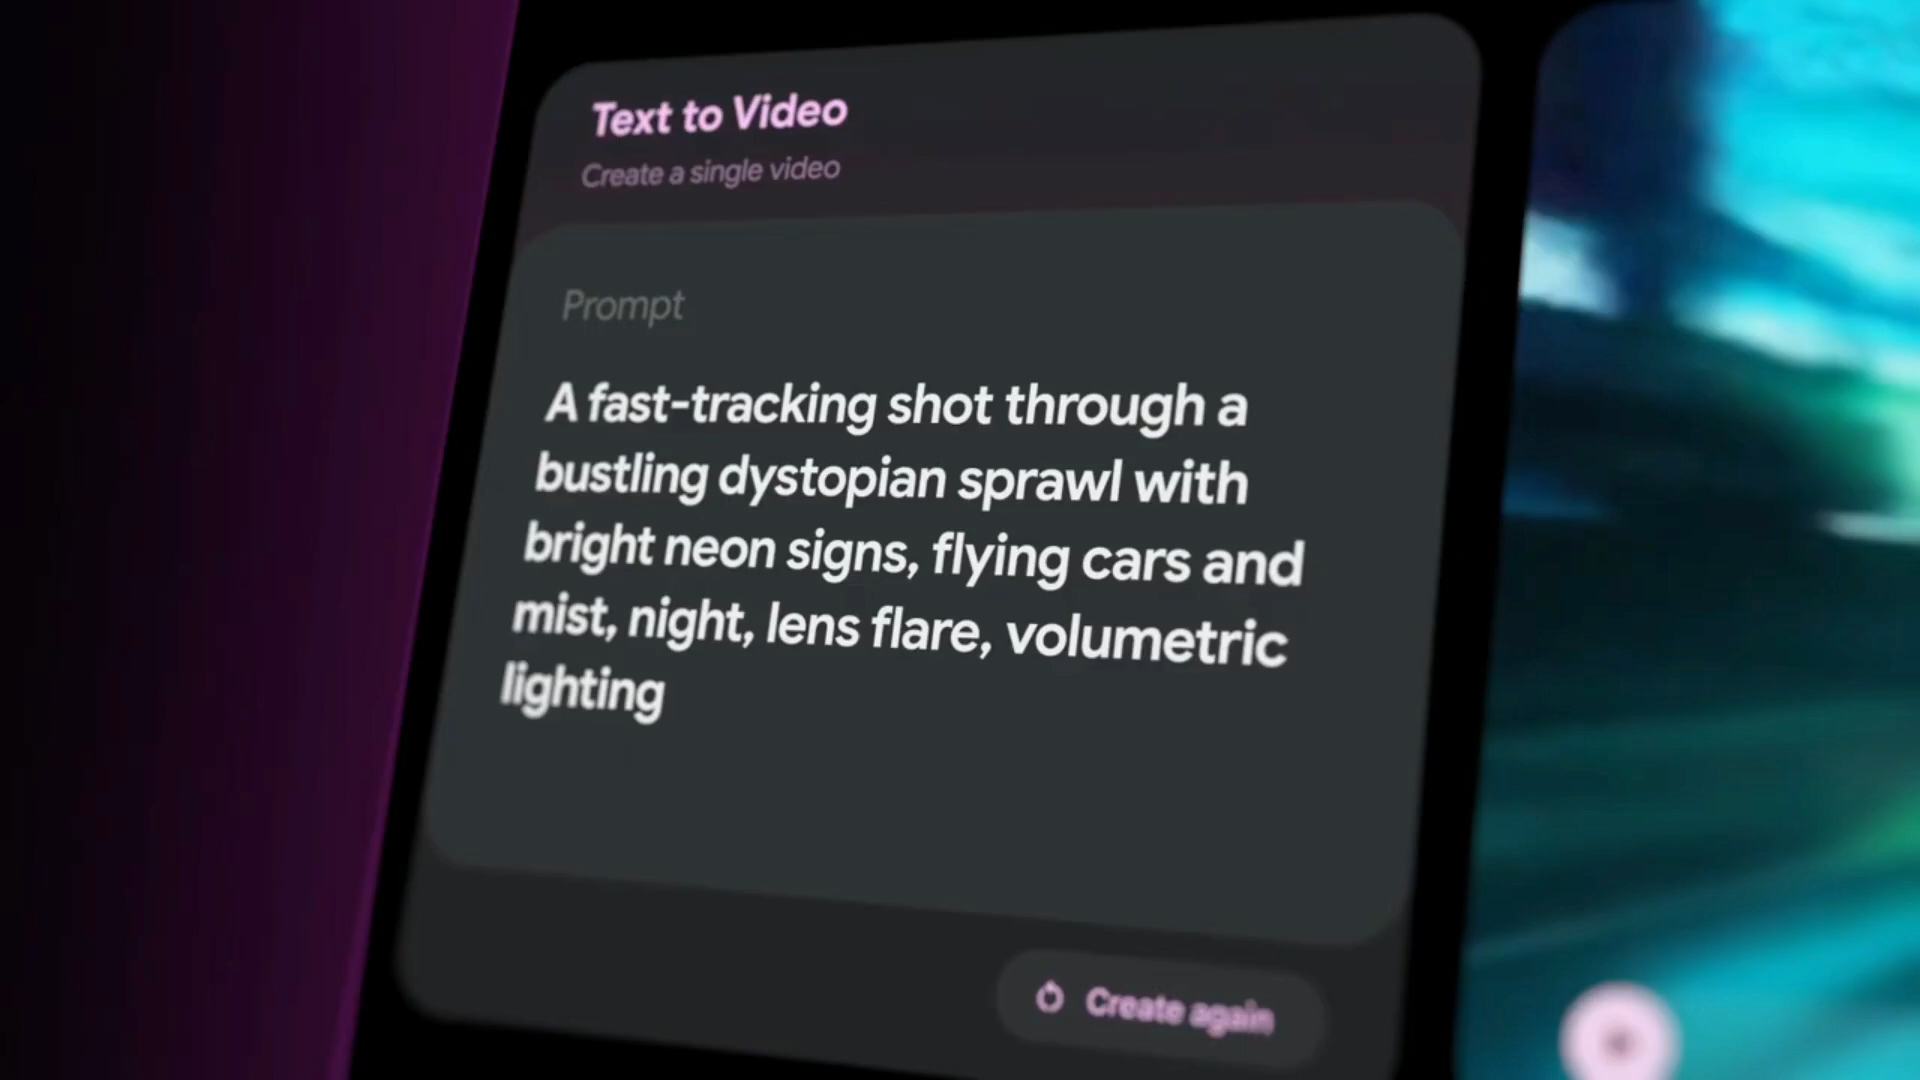 Text to Video
Create a single video
Prompt
A fast-tracking shot through a
bustling dystopian sprawl with
bright neon signs, flying cars and
mist, night, lens flare, volumetric
lighting
Create again